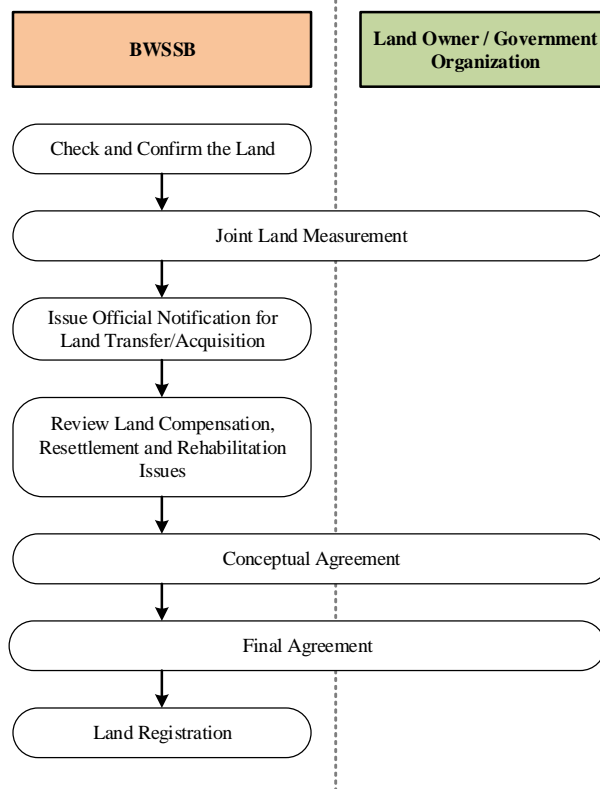 BWSSB
Land Owner / Government
Organization
Check and Confirm the Land
Joint Land Measurement
Issue Official Notification for
Land Transfer/Acquisition
Review Land Compensation,
Resettlement and Rehabilitation
Issues
Conceptual Agreement
Final Agreement
Land Registration